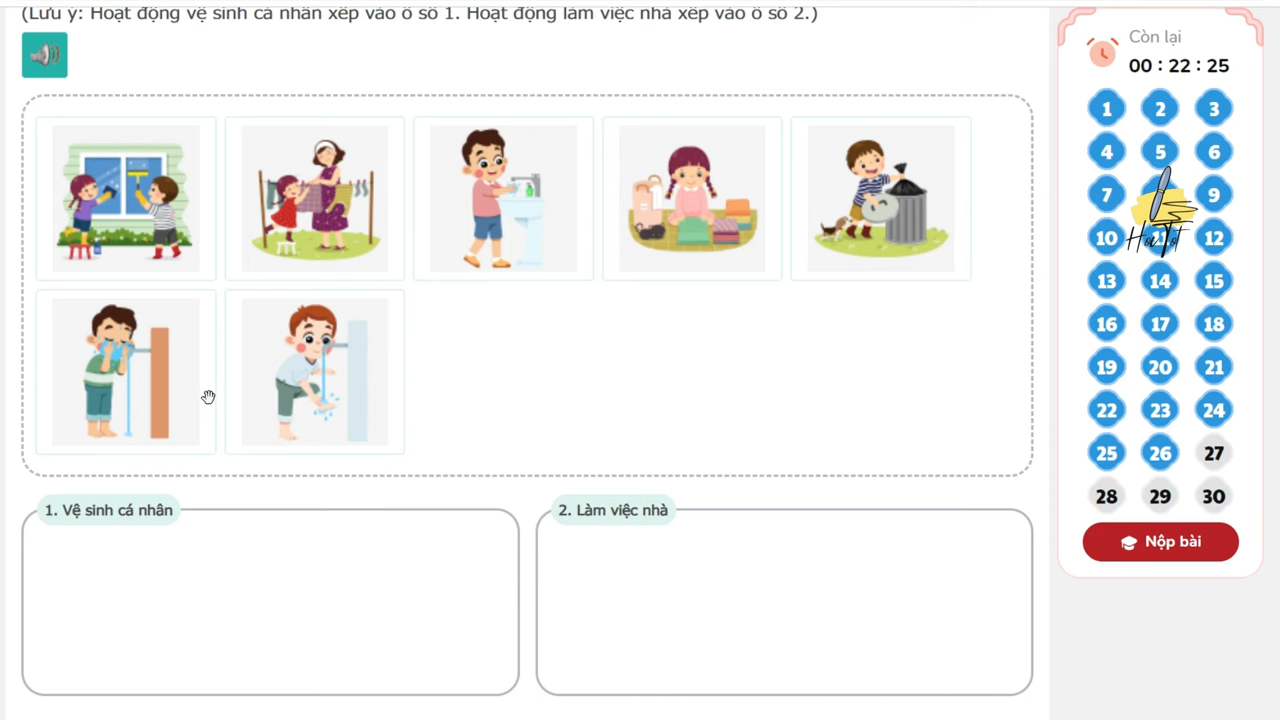 (Lưu ý: Hoạt động vệ sinh cá nhân xếp vào ô số 1. Hoạt động làm việc nhà xếp vào ô số 2.)
Còn lại
00 : 22 : 25
1 2 3
4 5 6
7 9
10 12
HọcTốt
13 14 15
16 17 18
19 20 21
22 23 24
25 26 27
28 29 30
Nộp bài
1. Vệ sinh cá nhân
2. Làm việc nhà